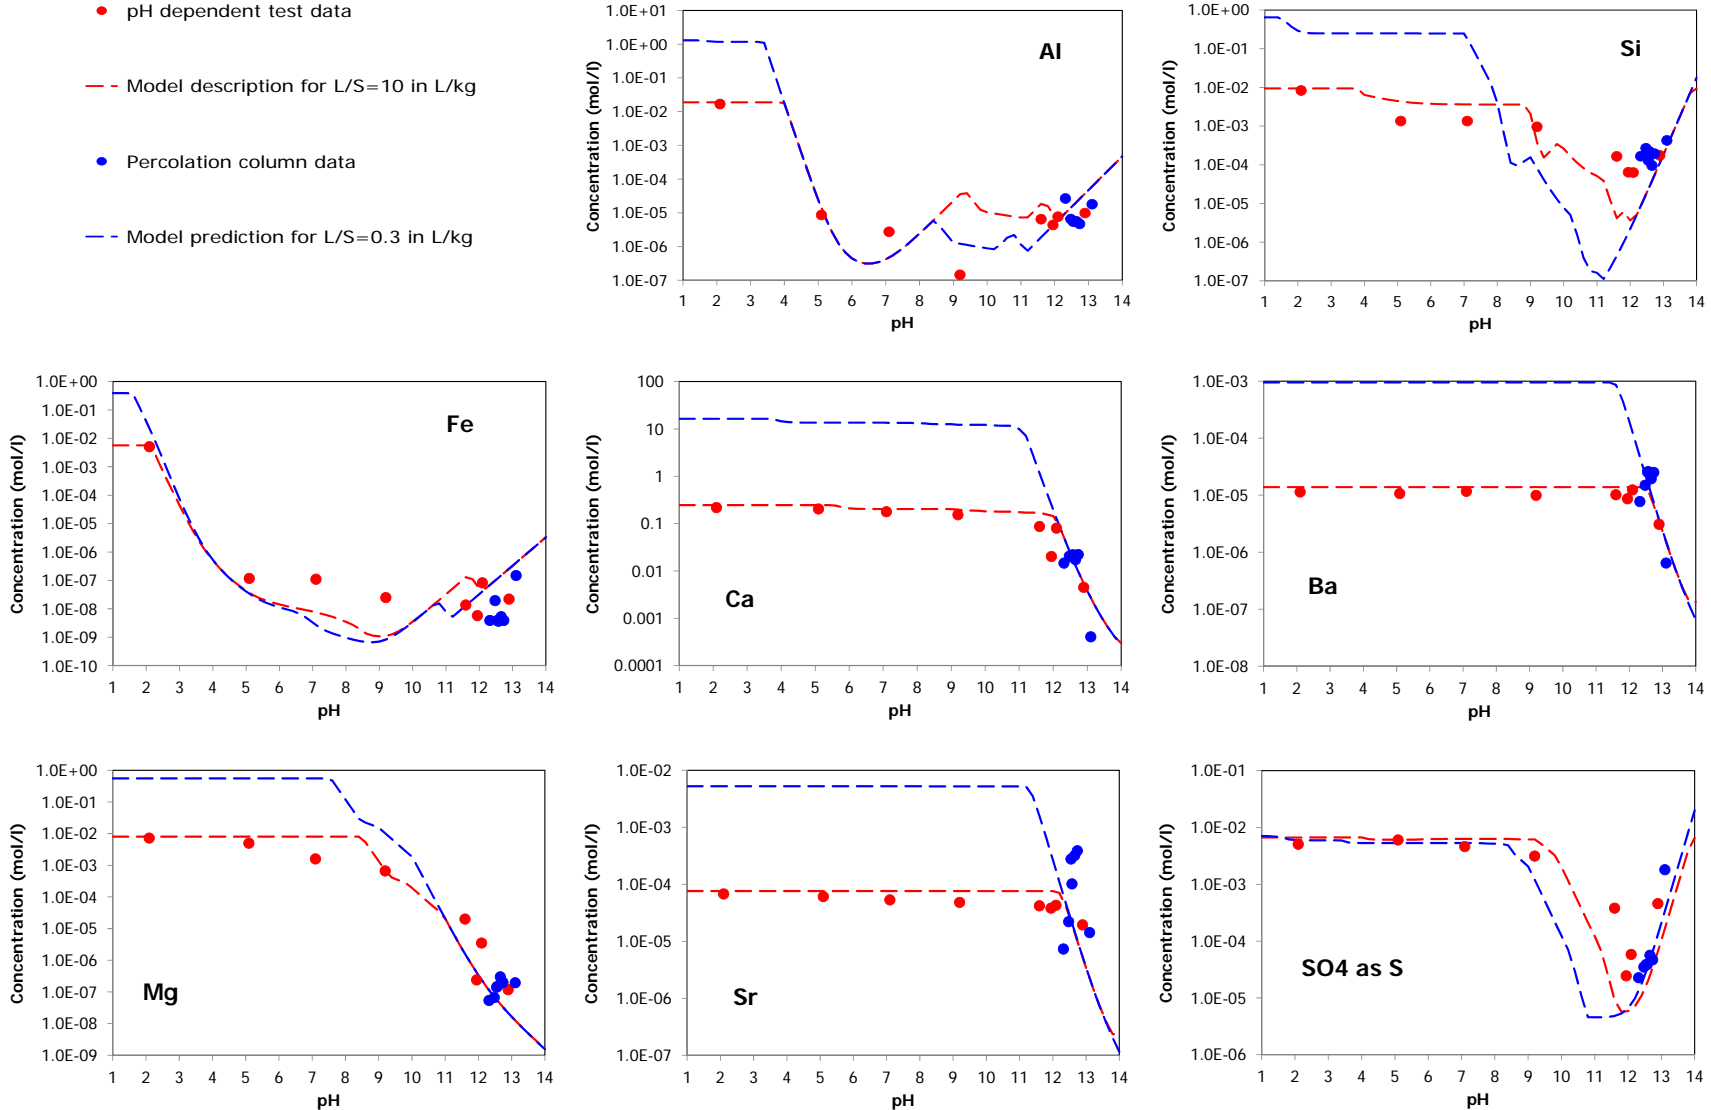 pH dependent test data
Model description for L/S=10 in L/kg
Percolation column data
Model prediction for L/S=0.3 in L/kg
Al
Concentration (mol/l)
1.0E+01
1.0E+00
1.0E-01
1.0E-02
1.0E-03
1.0E-04
1.0E-05
1.0E-06
1.0E-07
1 2 3 4 5 6 7 8 9 10 11 12 13 14
pH
Si
Concentration (mol/l)
1.0E+00
1.0E-01
1.0E-02
1.0E-03
1.0E-04
1.0E-05
1.0E-06
1.0E-07
1 2 3 4 5 6 7 8 9 10 11 12 13 14
pH
Fe
Concentration (mol/l)
1.0E+00
1.0E-01
1.0E-02
1.0E-03
1.0E-04
1.0E-05
1.0E-06
1.0E-07
1.0E-08
1.0E-09
1.0E-10
1 2 3 4 5 6 7 8 9 10 11 12 13 14
pH
Ca
Concentration (mol/l)
100
10
1
0.1
0.01
0.001
0.0001
1 2 3 4 5 6 7 8 9 10 11 12 13 14
pH
Ba
Concentration (mol/l)
1.0E-03
1.0E-04
1.0E-05
1.0E-06
1.0E-07
1.0E-08
1 2 3 4 5 6 7 8 9 10 11 12 13 14
pH
Mg
Concentration (mol/l)
1.0E+00
1.0E-01
1.0E-02
1.0E-03
1.0E-04
1.0E-05
1.0E-06
1.0E-07
1.0E-08
1.0E-09
1 2 3 4 5 6 7 8 9 10 11 12 13 14
pH
Sr
Concentration (mol/l)
1.0E-02
1.0E-03
1.0E-04
1.0E-05
1.0E-06
1.0E-07
1 2 3 4 5 6 7 8 9 10 11 12 13 14
pH
SO4 as S
Concentration (mol/l)
1.0E-01
1.0E-02
1.0E-03
1.0E-04
1.0E-05
1.0E-06
1 2 3 4 5 6 7 8 9 10 11 12 13 14
pH